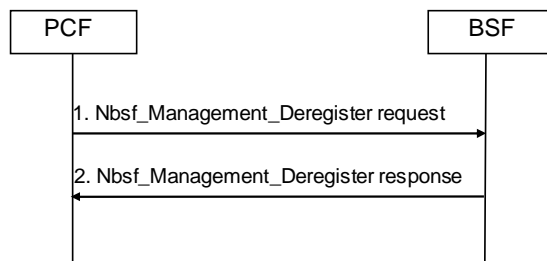 PCF
BSF
1. Nbsf_Management_Deregister request
2. Nbsf_Management_Deregister response